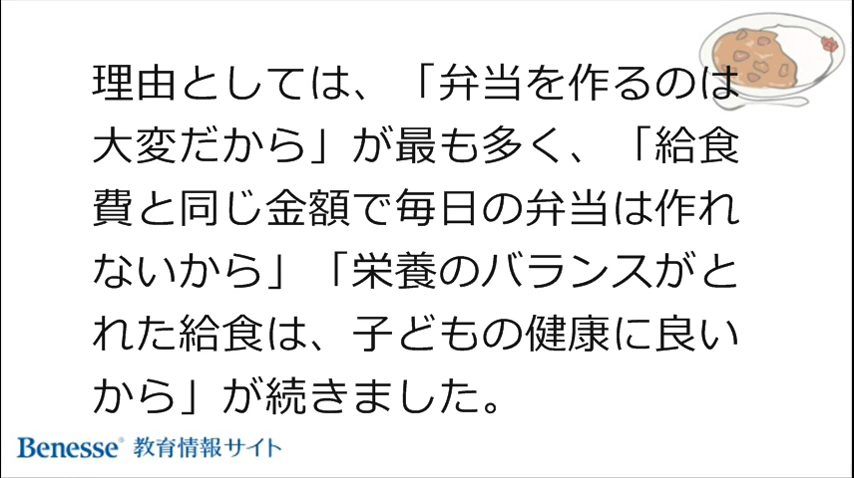 理由としては、「弁当を作るのは
大変だから」が最も多く、「給食
費と同じ金額で毎日の弁当は作れ
ないから」「栄養のバランスがと
れた給食は、子どもの健康に良い
から」が続きました。
Benesse® 教育情報サイト